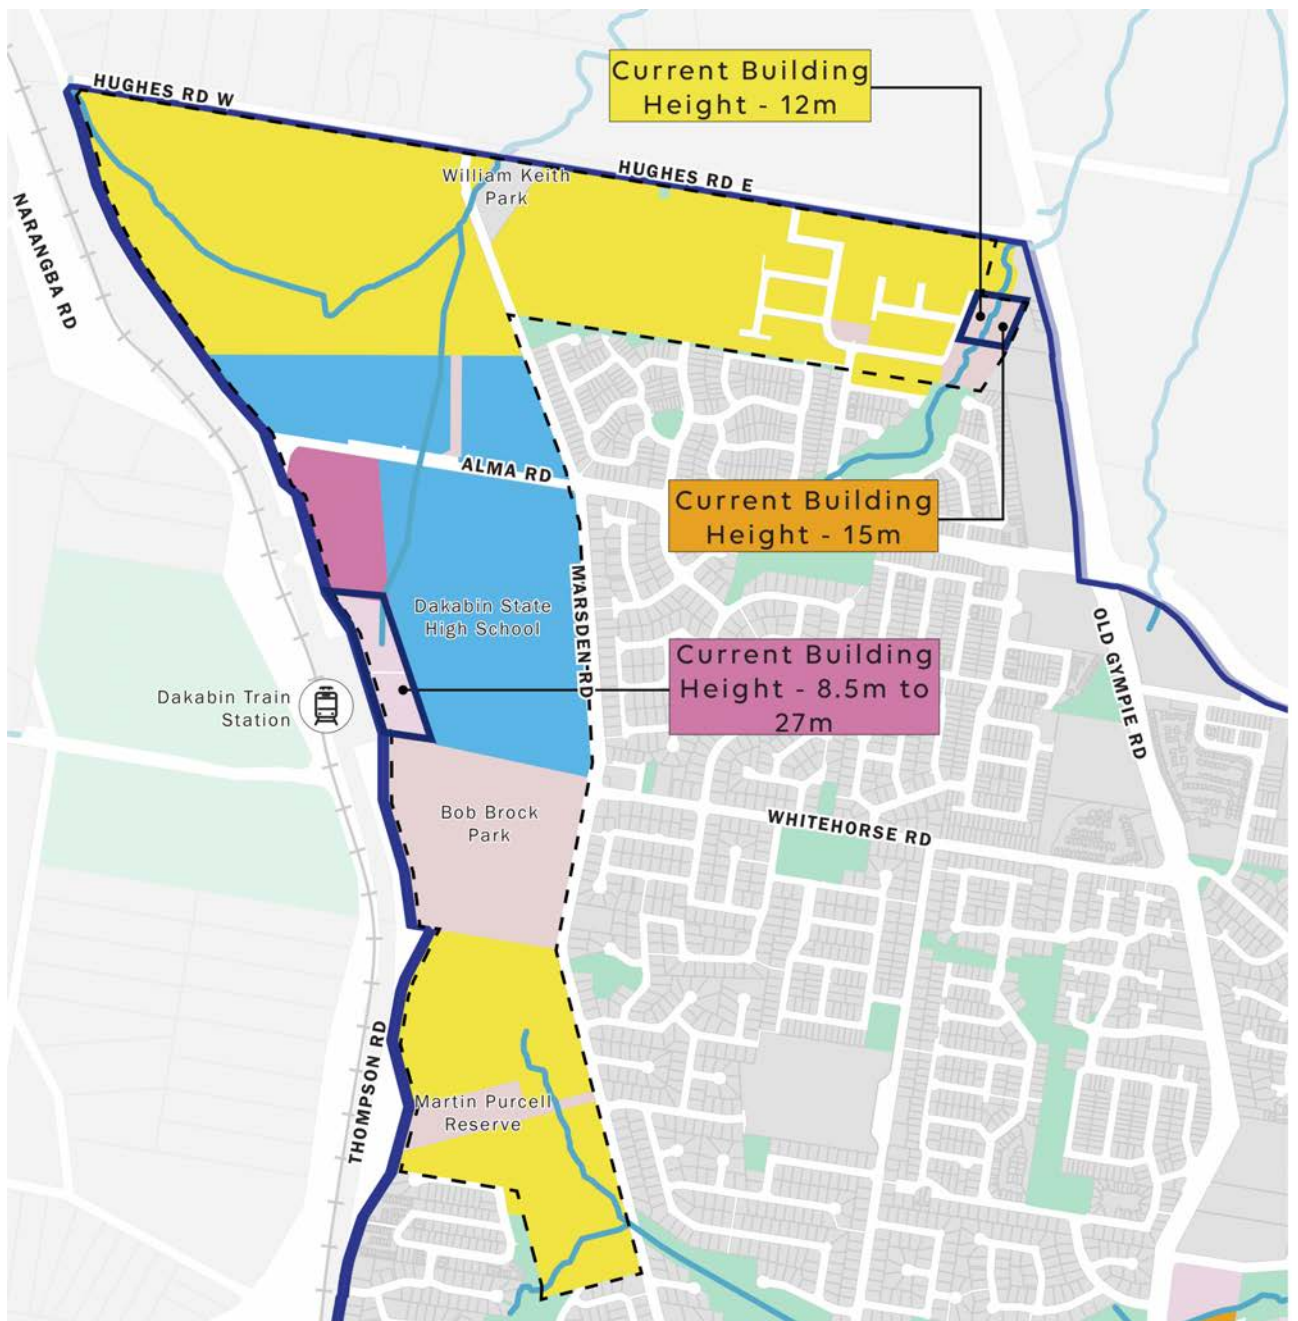 Current Building
Height - 12m
HUGHES RD W
HUGHES RD E
William Keith
Park
NARANGBA RD
ALMA RD
Current Building
Height - 15m
MARSDEN RD
Dakabin State
High School
OLD GYMPIE RD
Current Building
Height - 8.5m to
27m
Dakabin Train
Station
Bob Brock
Park
WHITEHORSE RD
THOMPSON RD
Martin Purcell
Reserve